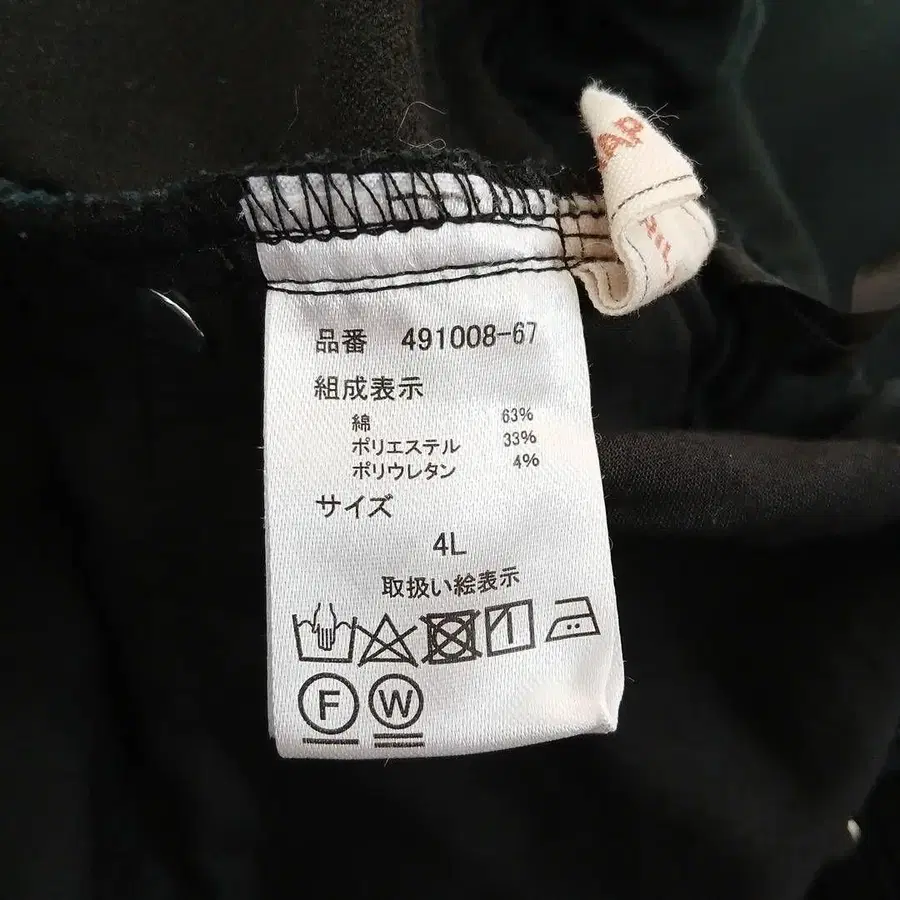 品番 491008-67
組成表示
綿 63%
ポリエステル 33%
ポリウレタン 4%
サイズ
4L
取扱い絵表示
F W